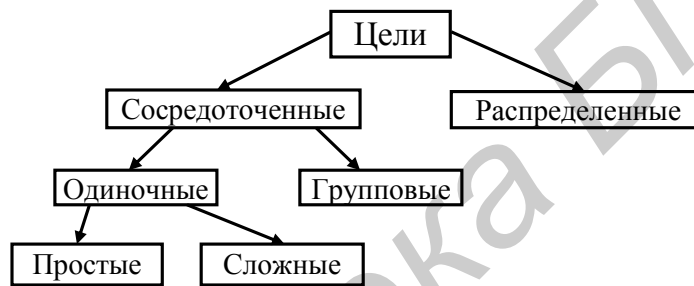 Цели
Сосредоточенные
Распределенные
Одиночные
Групповые
Простые
Сложные